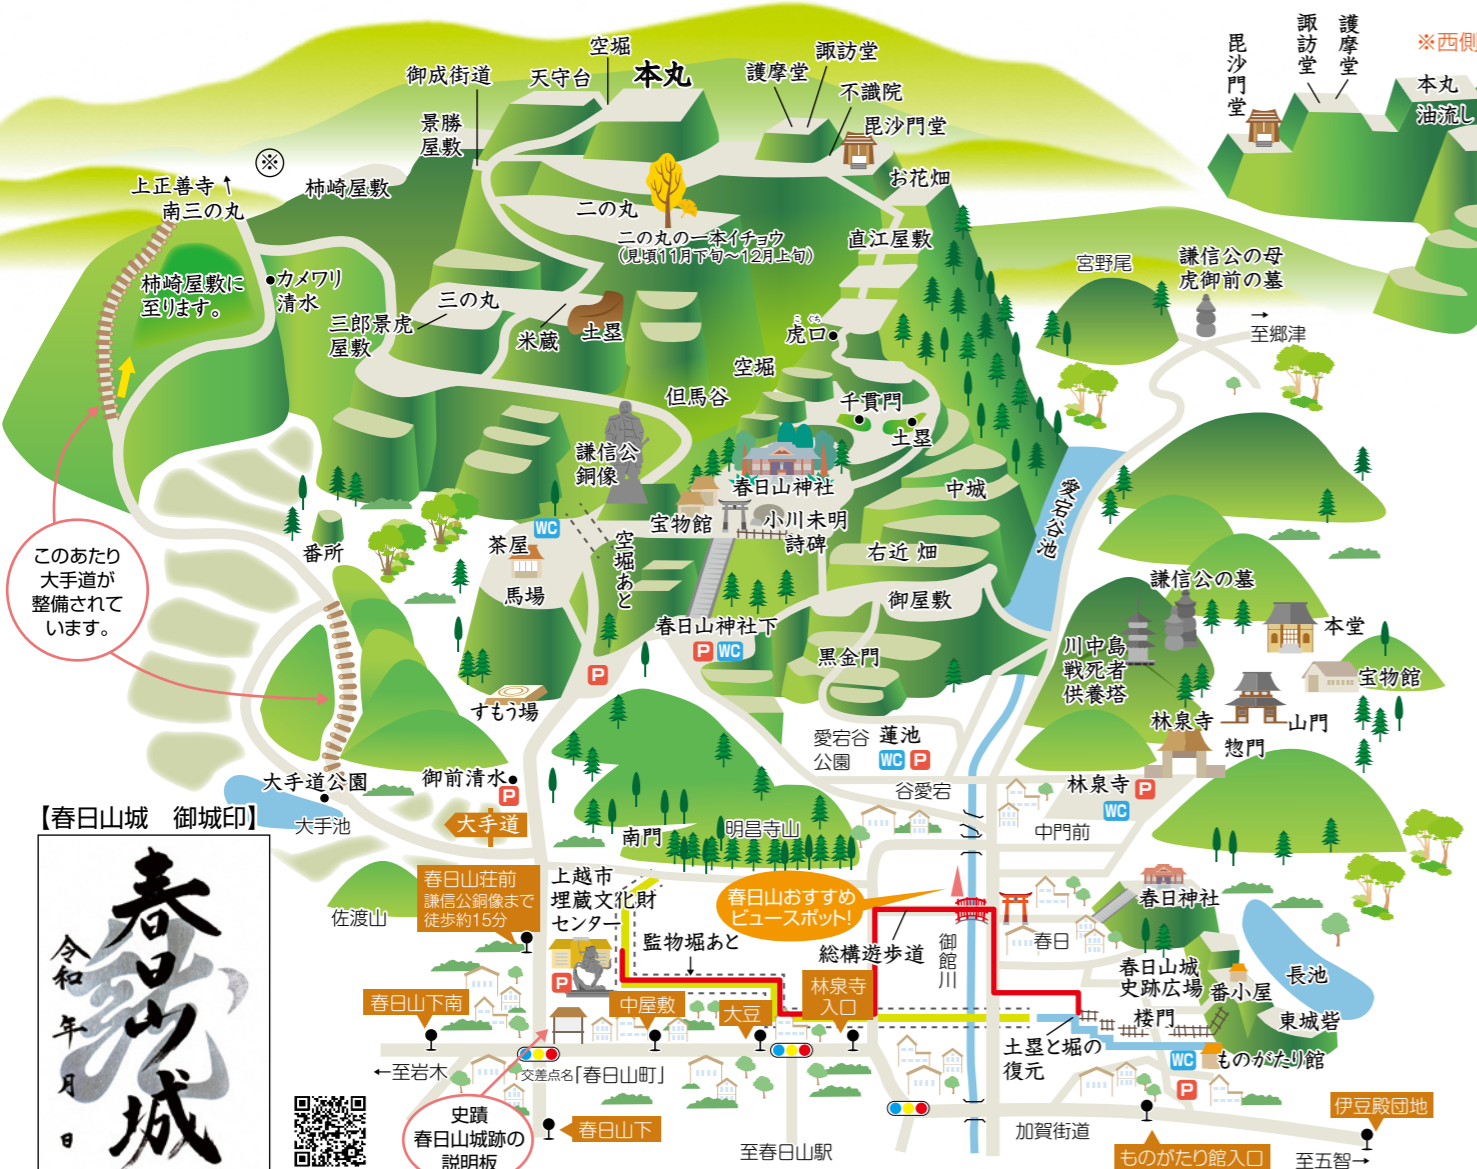 空堀
御成街道
天守台
本丸
護摩堂
諏訪堂
不識院
毘沙門堂
景勝
屋敷
お花畑
毘沙門堂
諏訪堂
護摩堂
※西側
本丸
油流し
※
上正善寺
南三の丸
柿崎屋敷
二の丸
二の丸の一本イチョウ
(見頃11月下旬〜12月上旬)
直江屋敷
宮野尾
謙信公の母
虎御前の墓
→
至郷津
柿崎屋敷に
至ります。
カメワリ
清水
三の丸
三郎景虎
屋敷
米蔵
土塁
こぐち
虎口
空堀
但馬谷
千貫門
土塁
謙信公
銅像
春日山神社
中城
愛宕谷池
宝物館
小川未明
詩碑
右近畑
WC
茶屋
空堀あと
番所
このあたり
大手道が
整備されて
います。
馬場
御屋敷
謙信公の墓
本堂
春日山神社下
P WC
黒金門
川中島
戦死者
供養塔
宝物館
P
すもう場
林泉寺
山門
惣門
愛宕谷
公園
蓮池
WC P
大手道公園
御前清水
P
谷愛宕
林泉寺
P
WC
大手池
大手道
南門
明昌寺山
中門前
【春日山城 御城印】
春日山城
令和 年 月 日
佐渡山
春日山荘前
謙信公銅像まで
徒歩約15分
上越市
埋蔵文化財
センター
P
春日山おすすめ
ビュースポット!
春日神社
監物堀あと
総構遊歩道
御館川
春日
春日山城
史跡広場
番小屋
長池
東城砦
春日山下南
中屋敷
大豆
林泉寺
入口
楼門
土塁と堀の
復元
WC
ものがたり館
P
←至岩木
交差点名「春日山町」
史蹟
春日山城跡の
説明板
春日山下
至春日山駅
加賀街道
ものがたり館入口
伊豆殿団地
至五智→